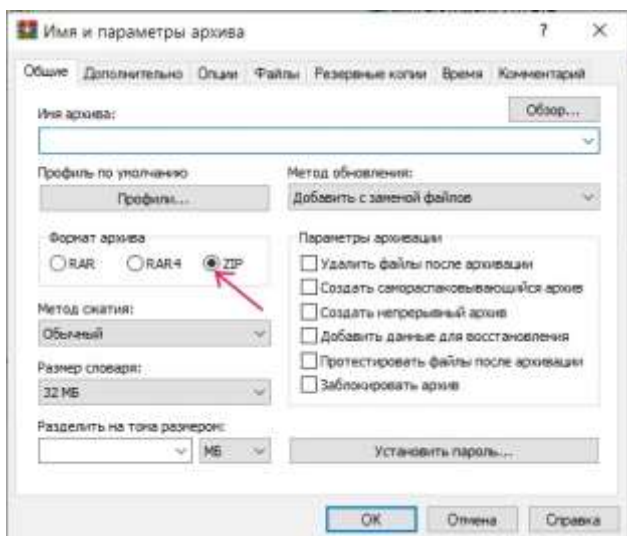 Имя и параметры архива ? ×
Общие Дополнительно Опции Файлы Резервные копии Время Комментарий
Имя архива:
Обзор...
Профиль по умолчанию
Профили...
Метод обновления:
Добавить с заменой файлов
Формат архива
RAR RAR4 ZIP
Метод сжатия:
Обычный
Размер словаря:
32 МБ
Разделить на тома размером:
МБ
Параметры архивации
Удалить файлы после архивации
Создать самораспаковывающийся архив
Создать непрерывный архив
Добавить данные для восстановления
Протестировать файлы после архивации
Заблокировать архив
Установить пароль...
OK Отмена Справка